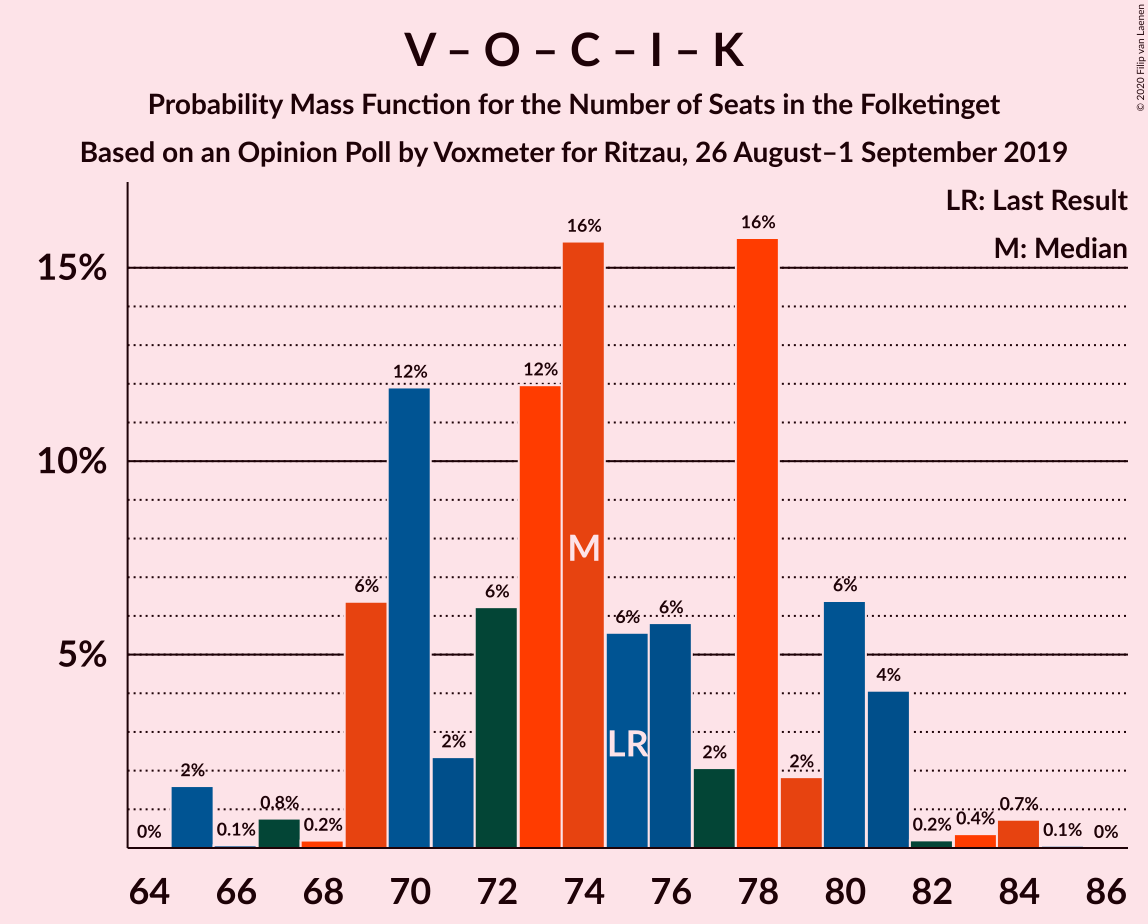 V – O – C – I – K
Probability Mass Function for the Number of Seats in the Folketinget
Based on an Opinion Poll by Voxmeter for Ritzau, 26 August–1 September 2019
© 2020 Filip van Laenen
LR: Last Result
M: Median
15%
10%
5%
0%
2%
0.1%
0.8%
0.2%
6%
12%
2%
6%
12%
16%
M
6%
LR
6%
2%
16%
2%
6%
4%
0.2%
0.4%
0.7%
0.1%
0%
64 66 68 70 72 74 76 78 80 82 84 86